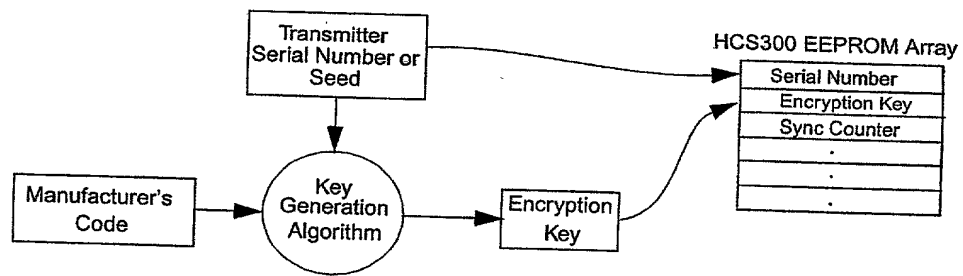 Transmitter
Serial Number or
Seed
HCS300 EEPROM Array
Serial Number
Encryption Key
Sync Counter
.
.
.
Manufacturer's
Code
Key
Generation
Algorithm
Encryption
Key